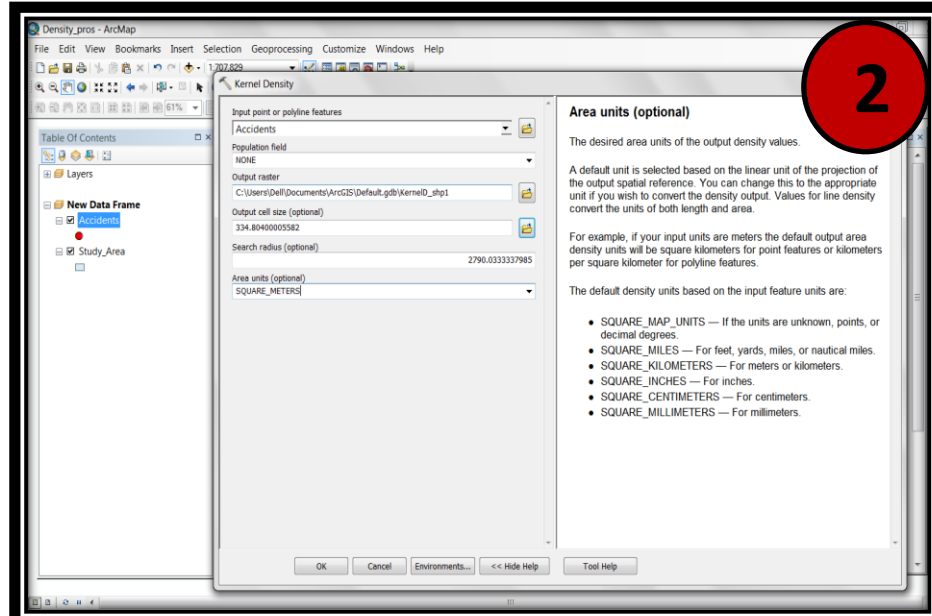 Density_pros - ArcMap
File Edit View Bookmarks Insert Selection Geoprocessing Customize Windows Help
1:707,829
61%
Table Of Contents
Layers
New Data Frame
Accidents
Study_Area
Kernel Density
Input point or polyline features
Accidents
Population field
NONE
Output raster
C:\Users\Dell\Documents\ArcGIS\Default.gdb\KernelD_shp1
Output cell size (optional)
334.80400005582
Search radius (optional)
2790.0333337985
Area units (optional)
SQUARE_METERS
OK Cancel Environments... << Hide Help Tool Help
Area units (optional)
The desired area units of the output density values.
A default unit is selected based on the linear unit of the projection of
the output spatial reference. You can change this to the appropriate
unit if you wish to convert the density output. Values for line density
convert the units of both length and area.
For example, if your input units are meters the default output area
density units will be square kilometers for point features or kilometers
per square kilometer for polyline features.
The default density units based on the input feature units are:
• SQUARE_MAP_UNITS — If the units are unknown, points, or
decimal degrees.
• SQUARE_MILES — For feet, yards, miles, or nautical miles.
• SQUARE_KILOMETERS — For meters or kilometers.
• SQUARE_INCHES — For inches.
• SQUARE_CENTIMETERS — For centimeters.
• SQUARE_MILLIMETERS — For millimeters.
2